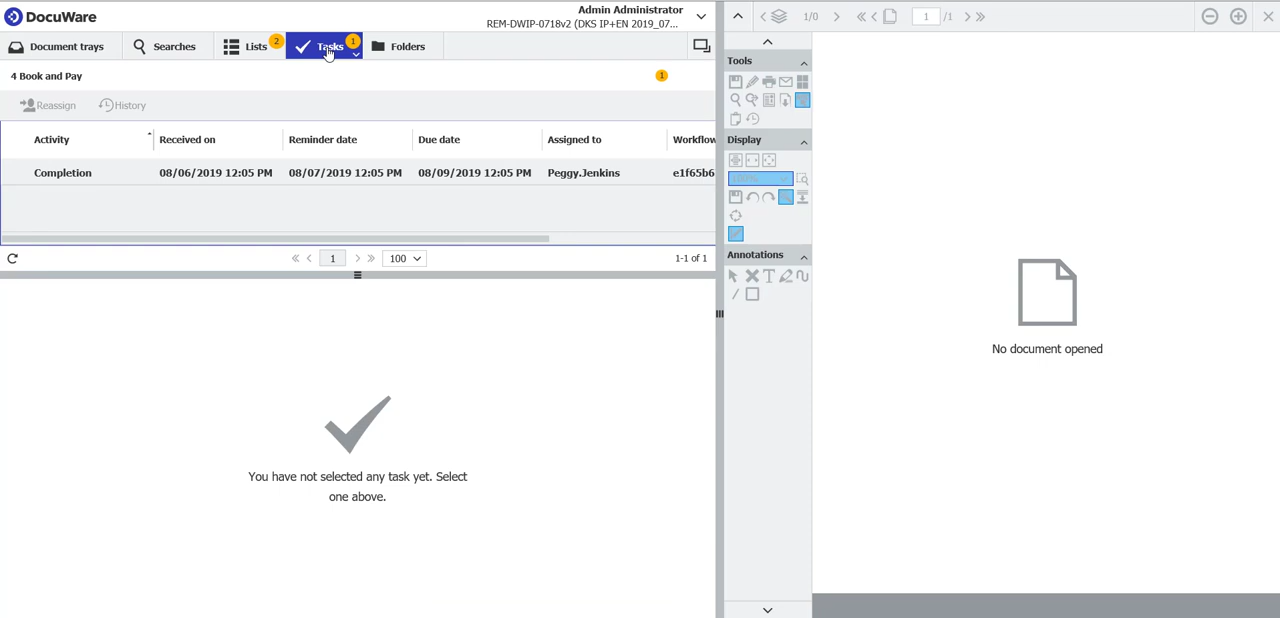 DocuWare
Admin Administrator
REM-DWIP-0718v2 (DKS IP+EN 2019_07...
1/0
1 /1
Document trays
Searches
Lists 2
Tasks 1
Folders
4 Book and Pay
1
Reassign
History
Activity Received on Reminder date Due date Assigned to Workflow
Completion 08/06/2019 12:05 PM 08/07/2019 12:05 PM 08/09/2019 12:05 PM Peggy.Jenkins e1f65b6
1
100
1-1 of 1
You have not selected any task yet. Select
one above.
Tools
Display
Annotations
No document opened